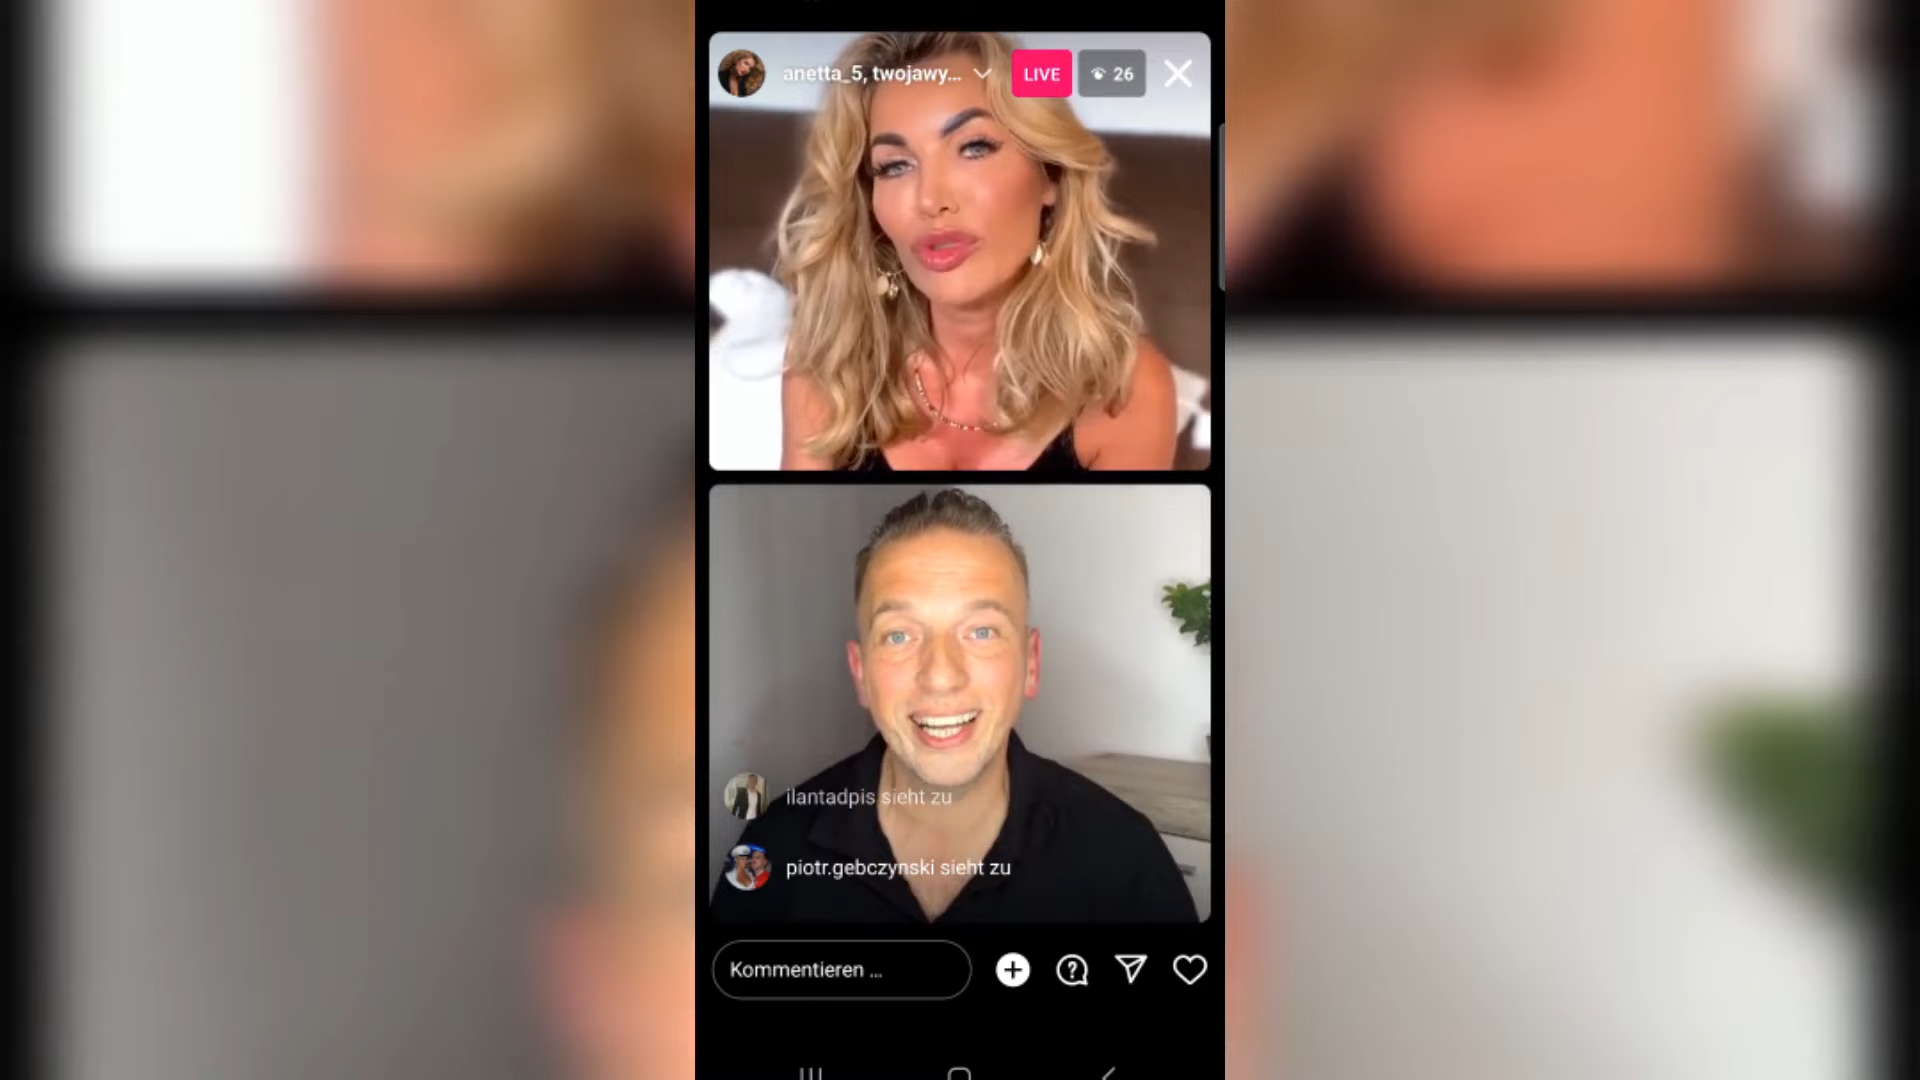 anetta_5, twojawy...
LIVE
26
ilantadpis sieht zu
piotr.gebczynski sieht zu
Kommentieren ...